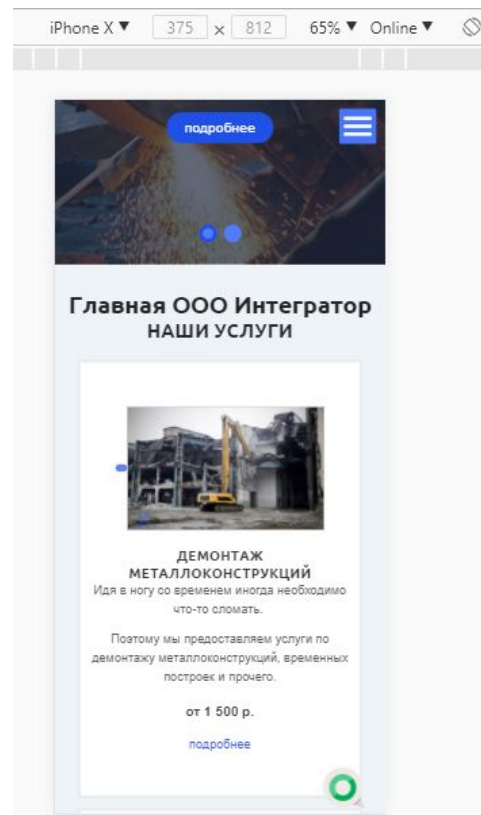 iPhone X ▼ 375 x 812 65% ▼ Online ▼
подробнее
Главная ООО Интегратор
НАШИ УСЛУГИ
ДЕМОНТАЖ
МЕТАЛЛОКОНСТРУКЦИЙ
Идя в ногу со временем иногда необходимо
что-то сломать.
Поэтому мы предоставляем услуги по
демонтажу металлоконструкций, временных
построек и прочего.
от 1 500 р.
подробнее